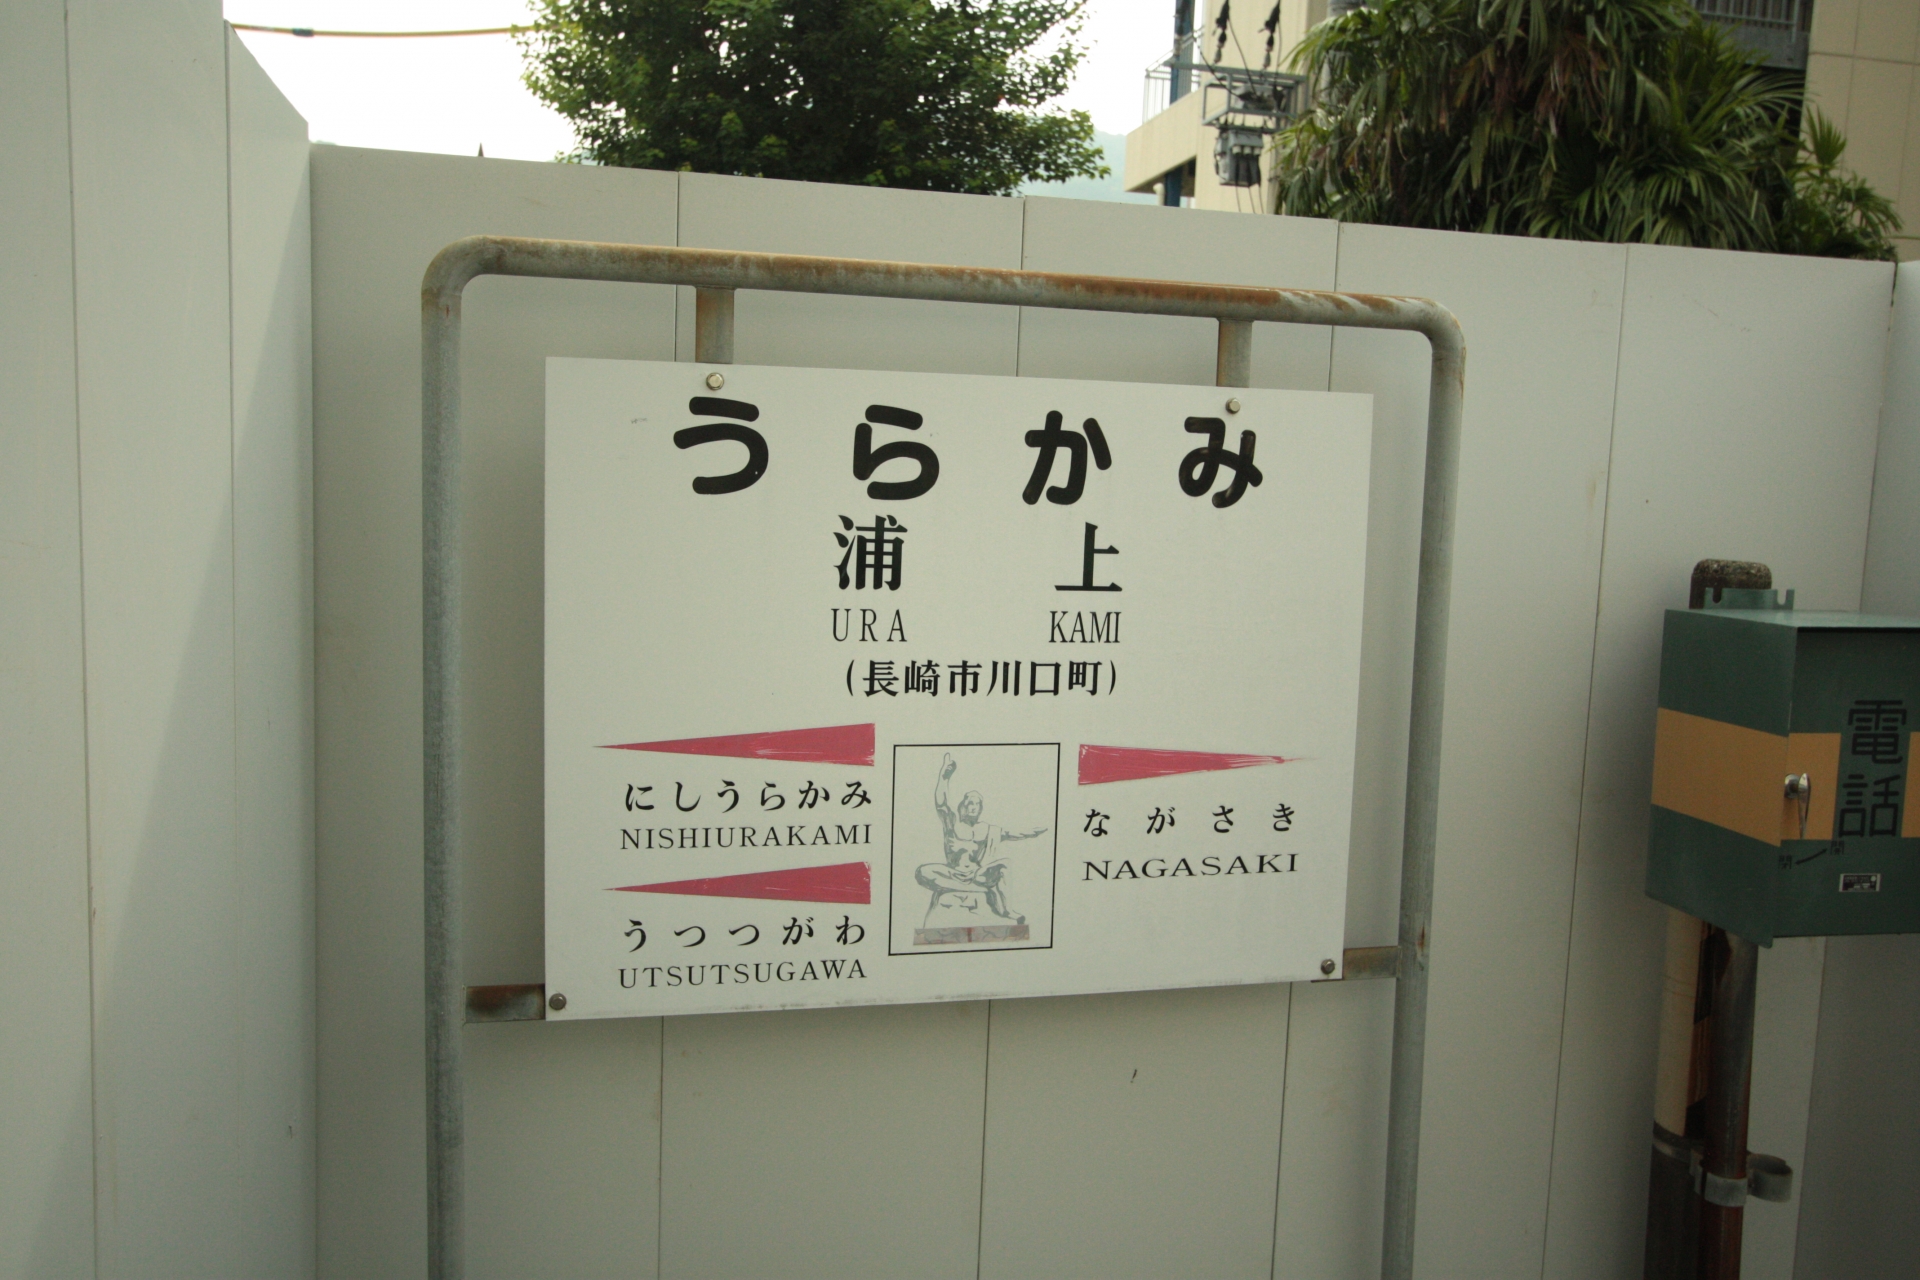 うらかみ
浦上
URA KAMI
(長崎市川口町)
にしうらかみ
NISHIURAKAMI
うつつがわ
UTSUTSUGAWA
ながさき
NAGASAKI
電話